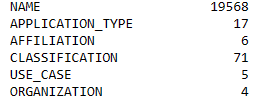 NAME 19568
APPLICATION_TYPE 17
AFFILIATION 6
CLASSIFICATION 71
USE_CASE 5
ORGANIZATION 4